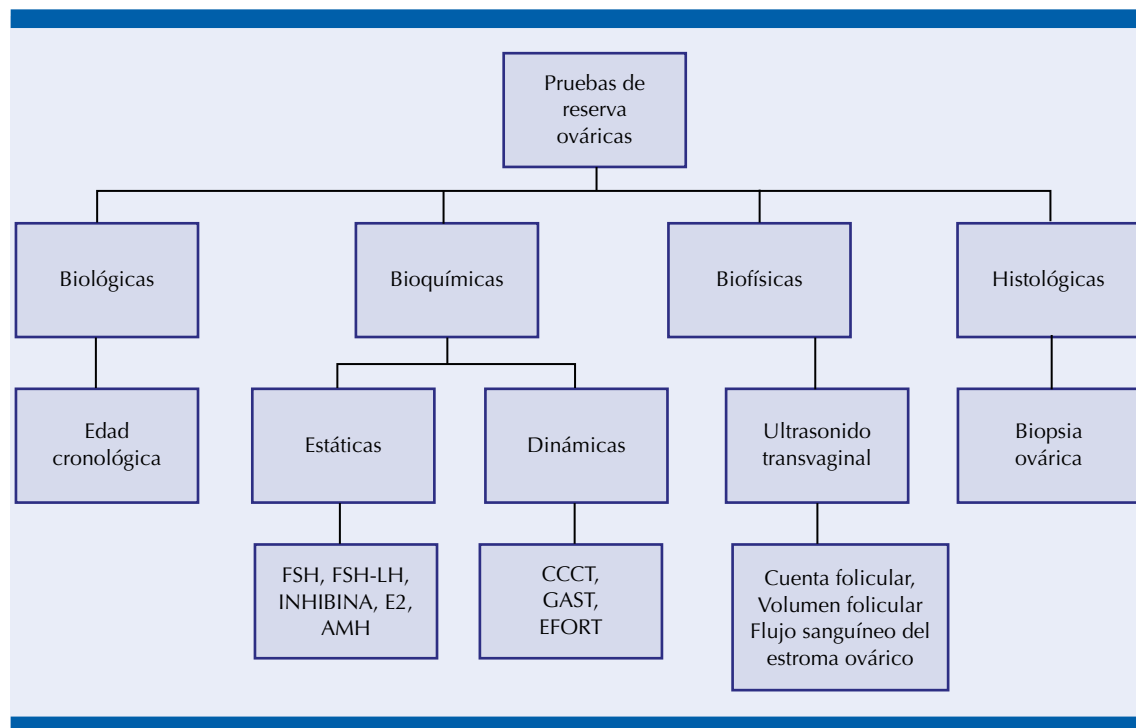 Pruebas de
reserva
ováricas
Biológicas
Bioquímicas
Biofísicas
Histológicas
Edad
cronológica
Estáticas
Dinámicas
Ultrasonido
transvaginal
Biopsia
ovárica
FSH, FSH-LH,
INHIBINA, E2,
AMH
CCCT,
GAST,
EFORT
Cuenta folicular,
Volumen folicular
Flujo sanguíneo del
estroma ovárico